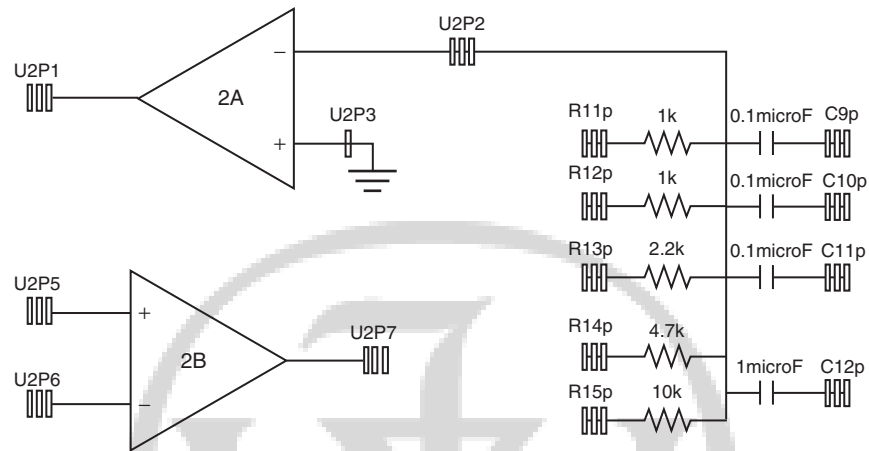 U2P2
U2P1
−
2A
U2P3
+
R11p 1k 0.1microF C9p
R12p 1k 0.1microF C10p
R13p 2.2k 0.1microF C11p
U2P5
+
R14p 4.7k
U2P7
2B
1microF C12p
U2P6
−
R15p 10k